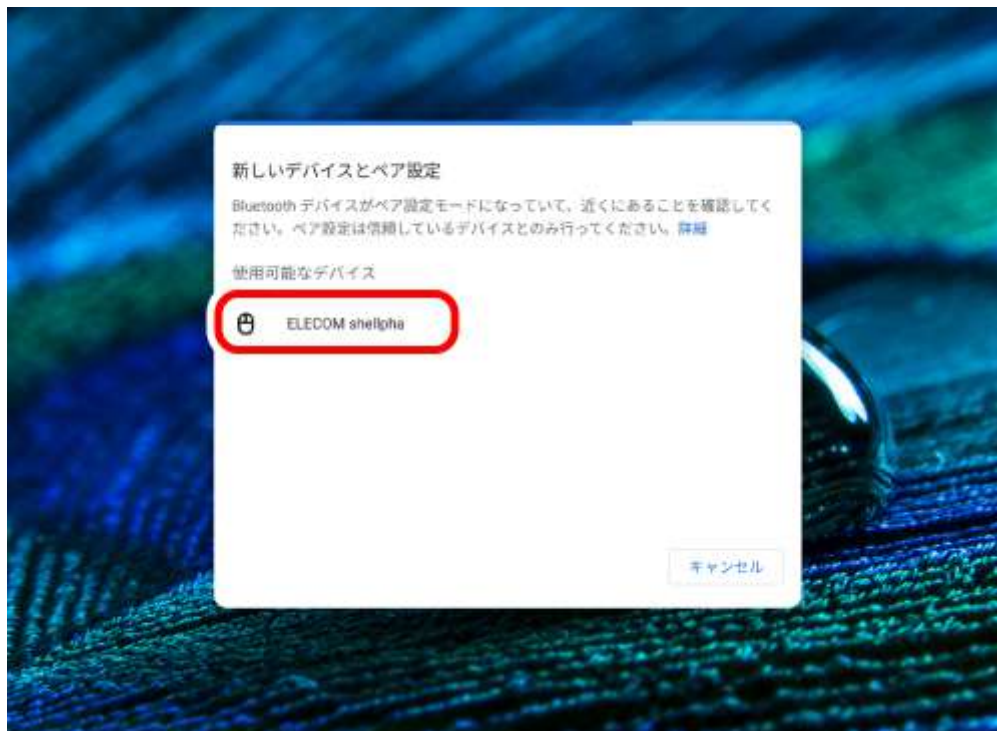 新しいデバイスとペア設定
Bluetooth デバイスがペア設定モードになっていて、近くにあることを確認してく
ださい。ペア設定は信頼しているデバイスとのみ行ってください。詳細
使用可能なデバイス
ELECOM shellpha
キャンセル